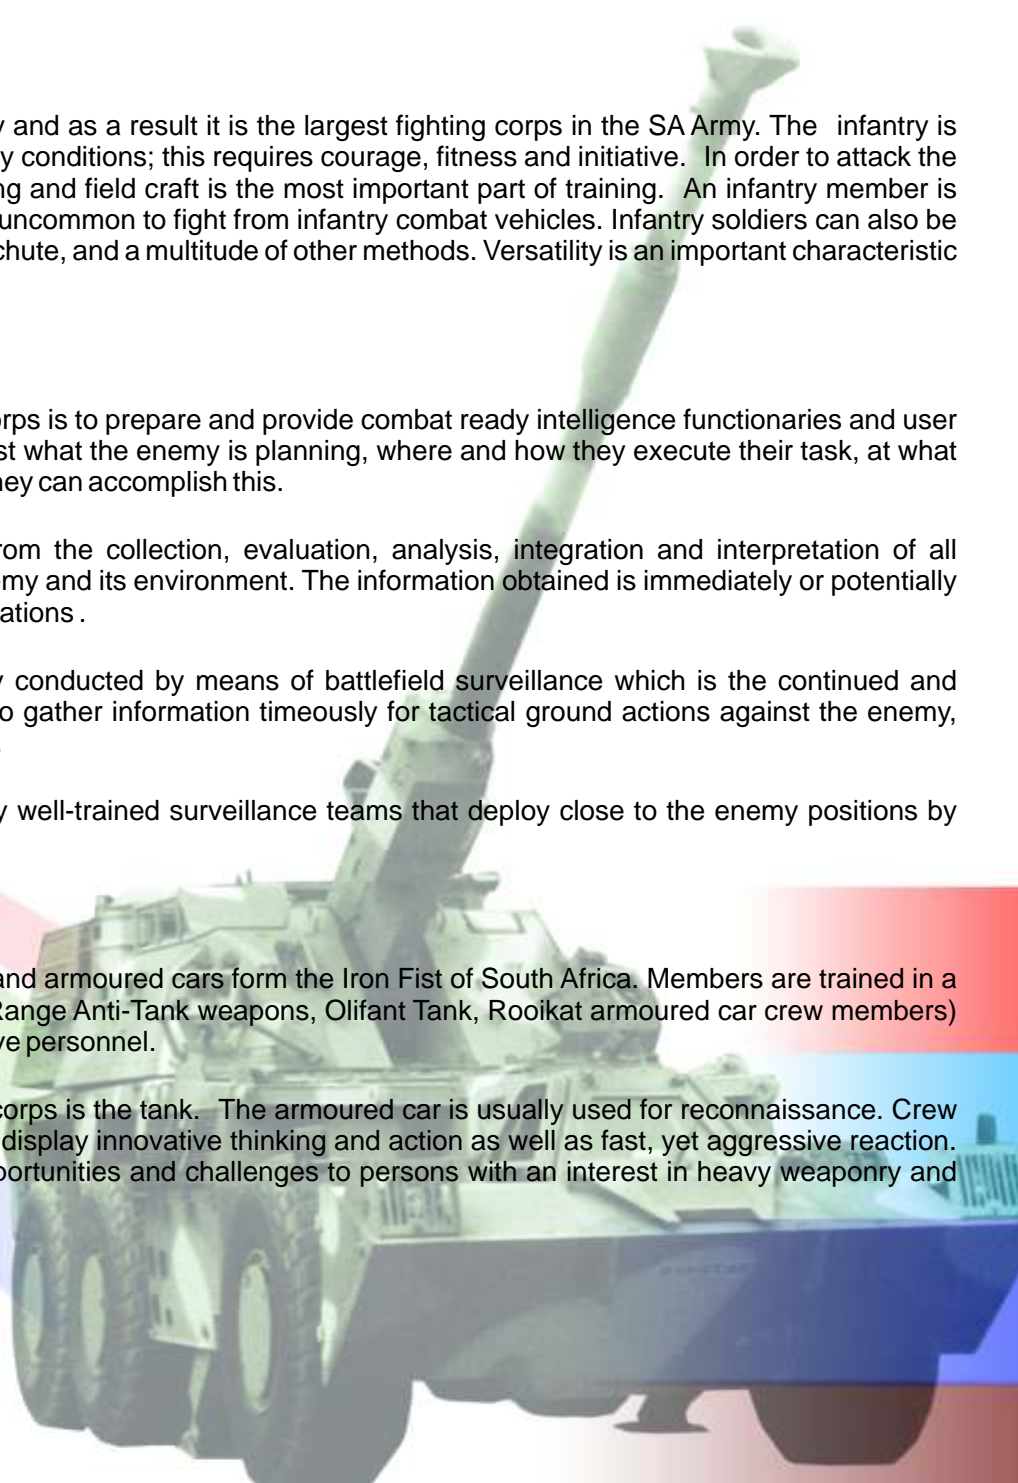 y and as a result it is the largest fighting corps in the SA Army. The infantry is
y conditions; this requires courage, fitness and initiative. In order to attack the
ng and field craft is the most important part of training. An infantry member is
uncommon to fight from infantry combat vehicles. Infantry soldiers can also be
chute, and a multitude of other methods. Versatility is an important characteristic
orps is to prepare and provide combat ready intelligence functionaries and user
st what the enemy is planning, where and how they execute their task, at what
hey can accomplish this.
rom the collection, evaluation, analysis, integration and interpretation of all
emy and its environment. The information obtained is immediately or potentially
ations .
y conducted by means of battlefield surveillance which is the continued and
o gather information timeously for tactical ground actions against the enemy,
.
y well-trained surveillance teams that deploy close to the enemy positions by
and armoured cars form the Iron Fist of South Africa. Members are trained in a
Range Anti-Tank weapons, Olifant Tank, Rooikat armoured car crew members)
ve personnel.
corps is the tank. The armoured car is usually used for reconnaissance. Crew
display innovative thinking and action as well as fast, yet aggressive reaction.
portunities and challenges to persons with an interest in heavy weaponry and